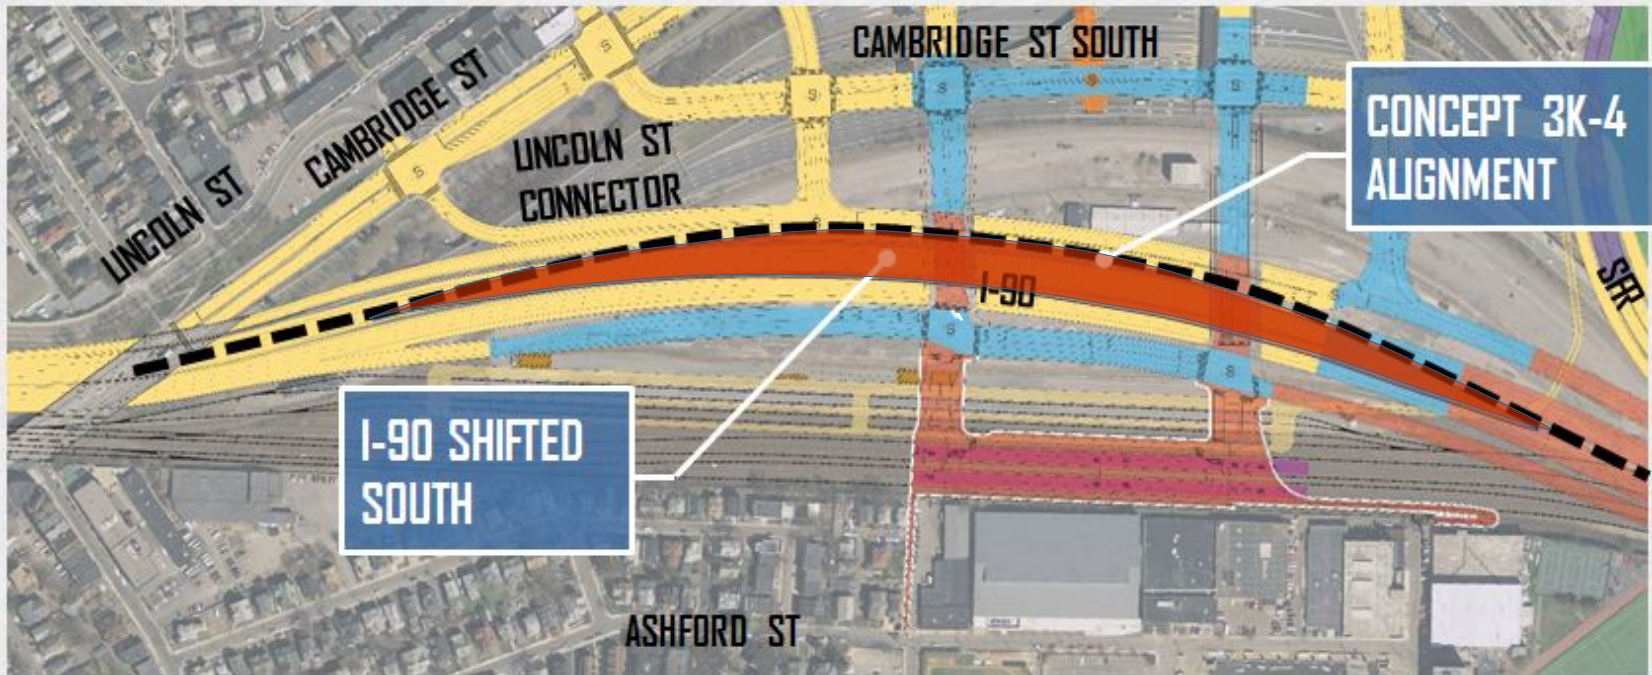 CAMBRIDGE ST SOUTH
CAMBRIDGE ST
CONCEPT 3K-4
ALIGNMENT
LINCOLN ST
CONNECTOR
LINCOLN ST
SFR
I-90
I-90 SHIFTED
SOUTH
ASHFORD ST
S
S
S
S
S
S
S
S
S